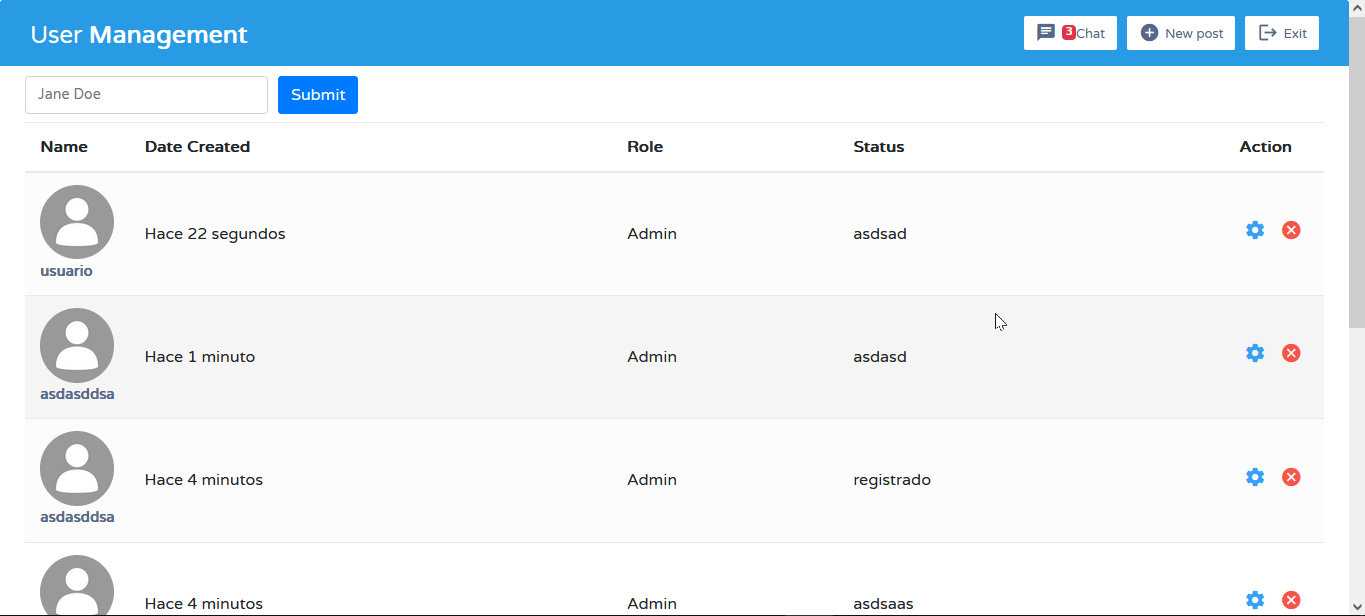 User Management
3 Chat
New post
Exit
Jane Doe
Submit
Name Date Created Role Status Action
Hace 22 segundos Admin asdsad
usuario
Hace 1 minuto Admin asdasd
asdasddsa
Hace 4 minutos Admin registrado
asdasddsa
Hace 4 minutos Admin asdsaas